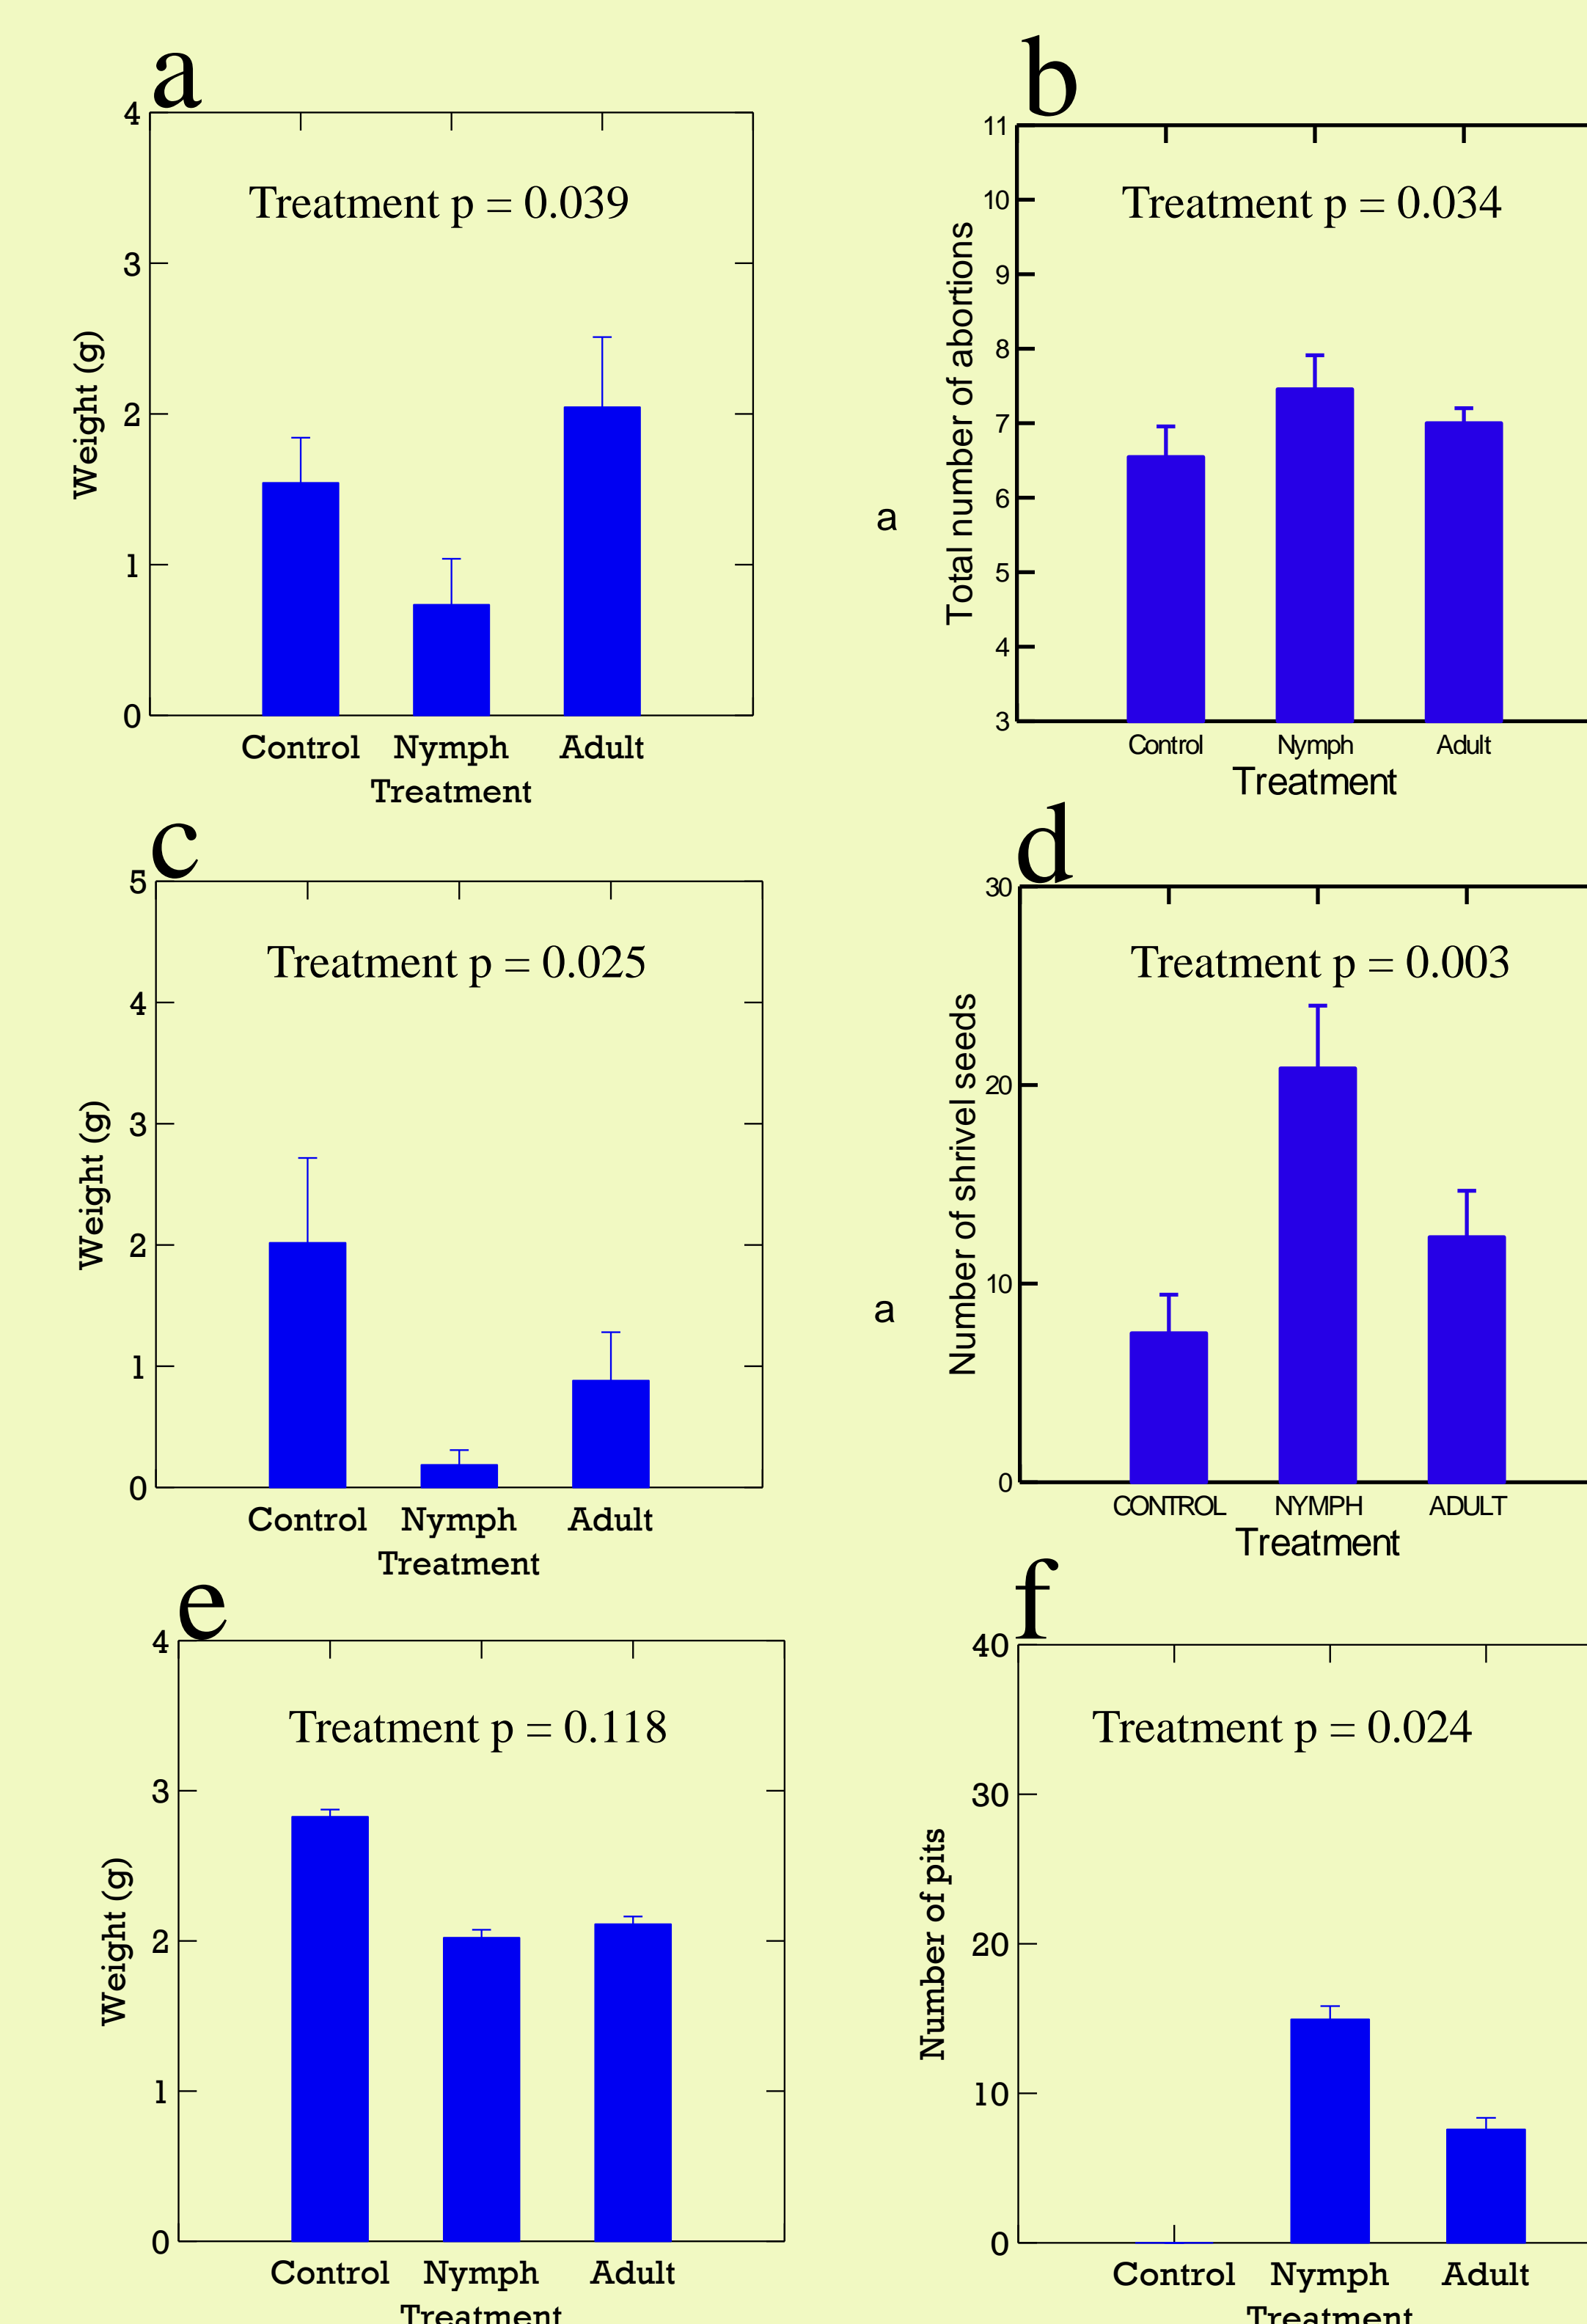 a
4
Treatment p = 0.039
3
2
1
0
Weight (g)
Control Nymph Adult
Treatment
b
11
10
Treatment p = 0.034
9
8
7
6
5
4
3
Total number of abortions
a
Control Nymph Adult
Treatment
c
5
Treatment p = 0.025
4
3
2
1
0
Weight (g)
Control Nymph Adult
Treatment
d
30
Treatment p = 0.003
20
10
0
Number of shrivel seeds
a
CONTROL NYMPH ADULT
Treatment
e
4
Treatment p = 0.118
3
2
1
0
Weight (g)
Control Nymph Adult
Treatment
f
40
Treatment p = 0.024
30
20
10
0
Number of pits
Control Nymph Adult
Treatment